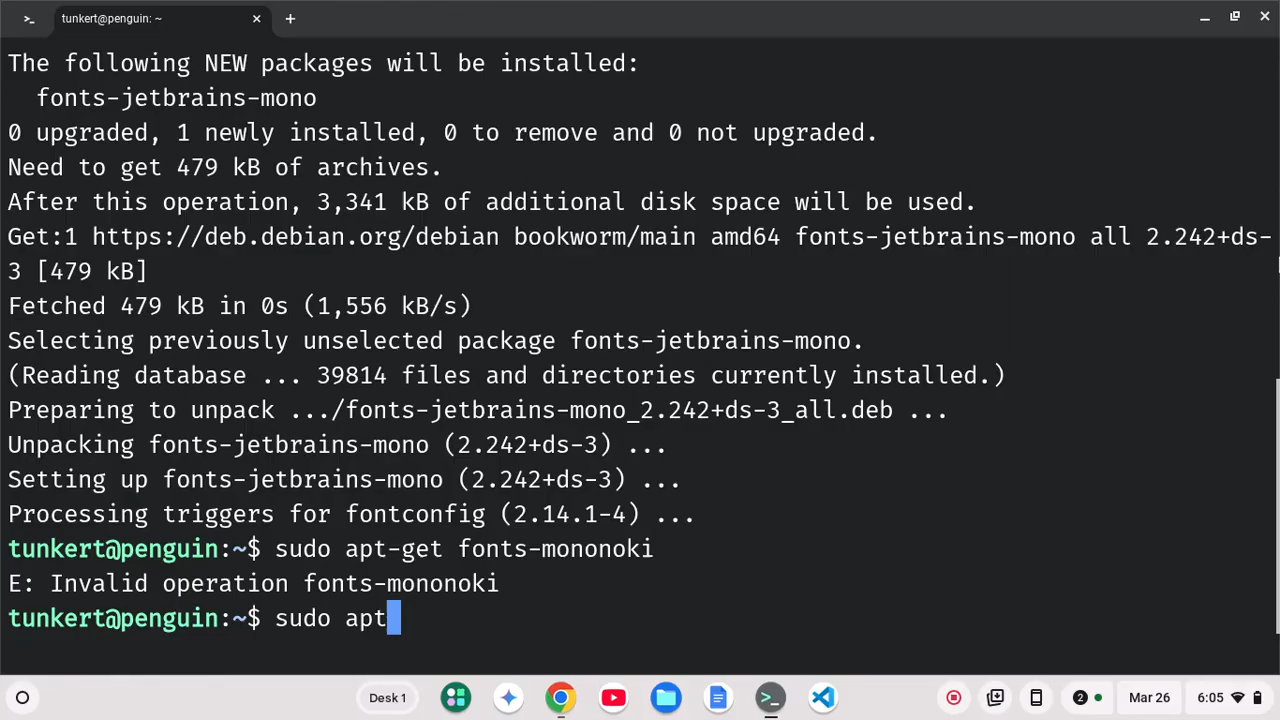 tunkert@penguin: ~
The following NEW packages will be installed:
fonts-jetbrains-mono
0 upgraded, 1 newly installed, 0 to remove and 0 not upgraded.
Need to get 479 kB of archives.
After this operation, 3,341 kB of additional disk space will be used.
Get:1 https://deb.debian.org/debian bookworm/main amd64 fonts-jetbrains-mono all 2.242+ds-
3 [479 kB]
Fetched 479 kB in 0s (1,556 kB/s)
Selecting previously unselected package fonts-jetbrains-mono.
(Reading database ... 39814 files and directories currently installed.)
Preparing to unpack .../fonts-jetbrains-mono_2.242+ds-3_all.deb ...
Unpacking fonts-jetbrains-mono (2.242+ds-3) ...
Setting up fonts-jetbrains-mono (2.242+ds-3) ...
Processing triggers for fontconfig (2.14.1-4) ...
tunkert@penguin:~$ sudo apt-get fonts-mononoki
E: Invalid operation fonts-mononoki
tunkert@penguin:~$ sudo apt
Desk 1 2 Mar 26 6:05